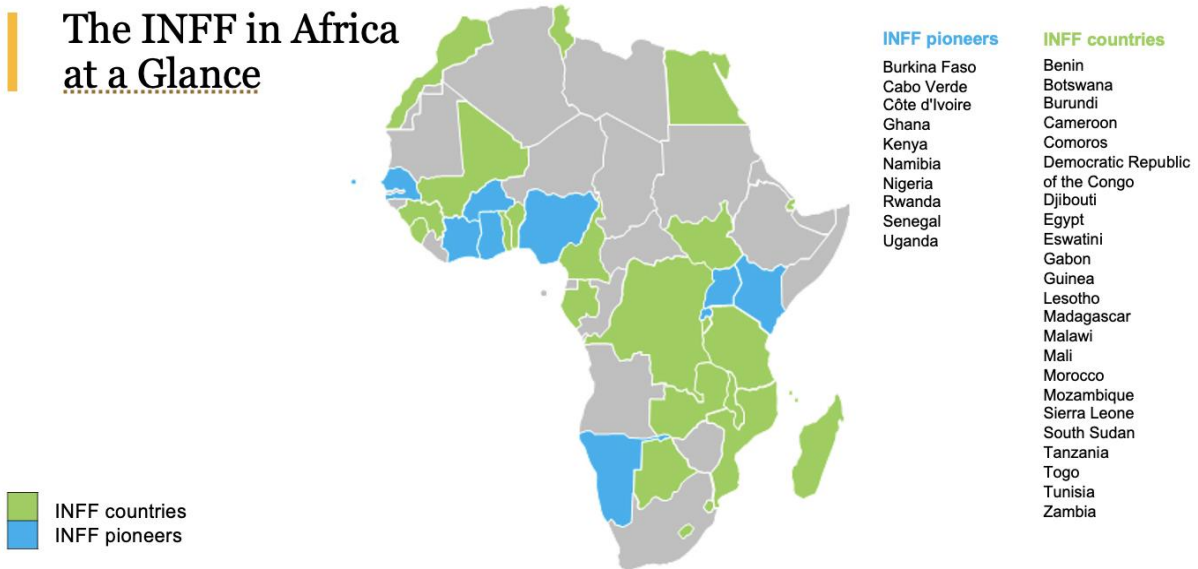 The INFF in Africa
at a Glance
INFF pioneers
Burkina Faso
Cabo Verde
Côte d'Ivoire
Ghana
Kenya
Namibia
Nigeria
Rwanda
Senegal
Uganda
INFF countries
Benin
Botswana
Burundi
Cameroon
Comoros
Democratic Republic
of the Congo
Djibouti
Egypt
Eswatini
Gabon
Guinea
Lesotho
Madagascar
Malawi
Mali
Morocco
Mozambique
Sierra Leone
South Sudan
Tanzania
Togo
Tunisia
Zambia
INFF countries
INFF pioneers